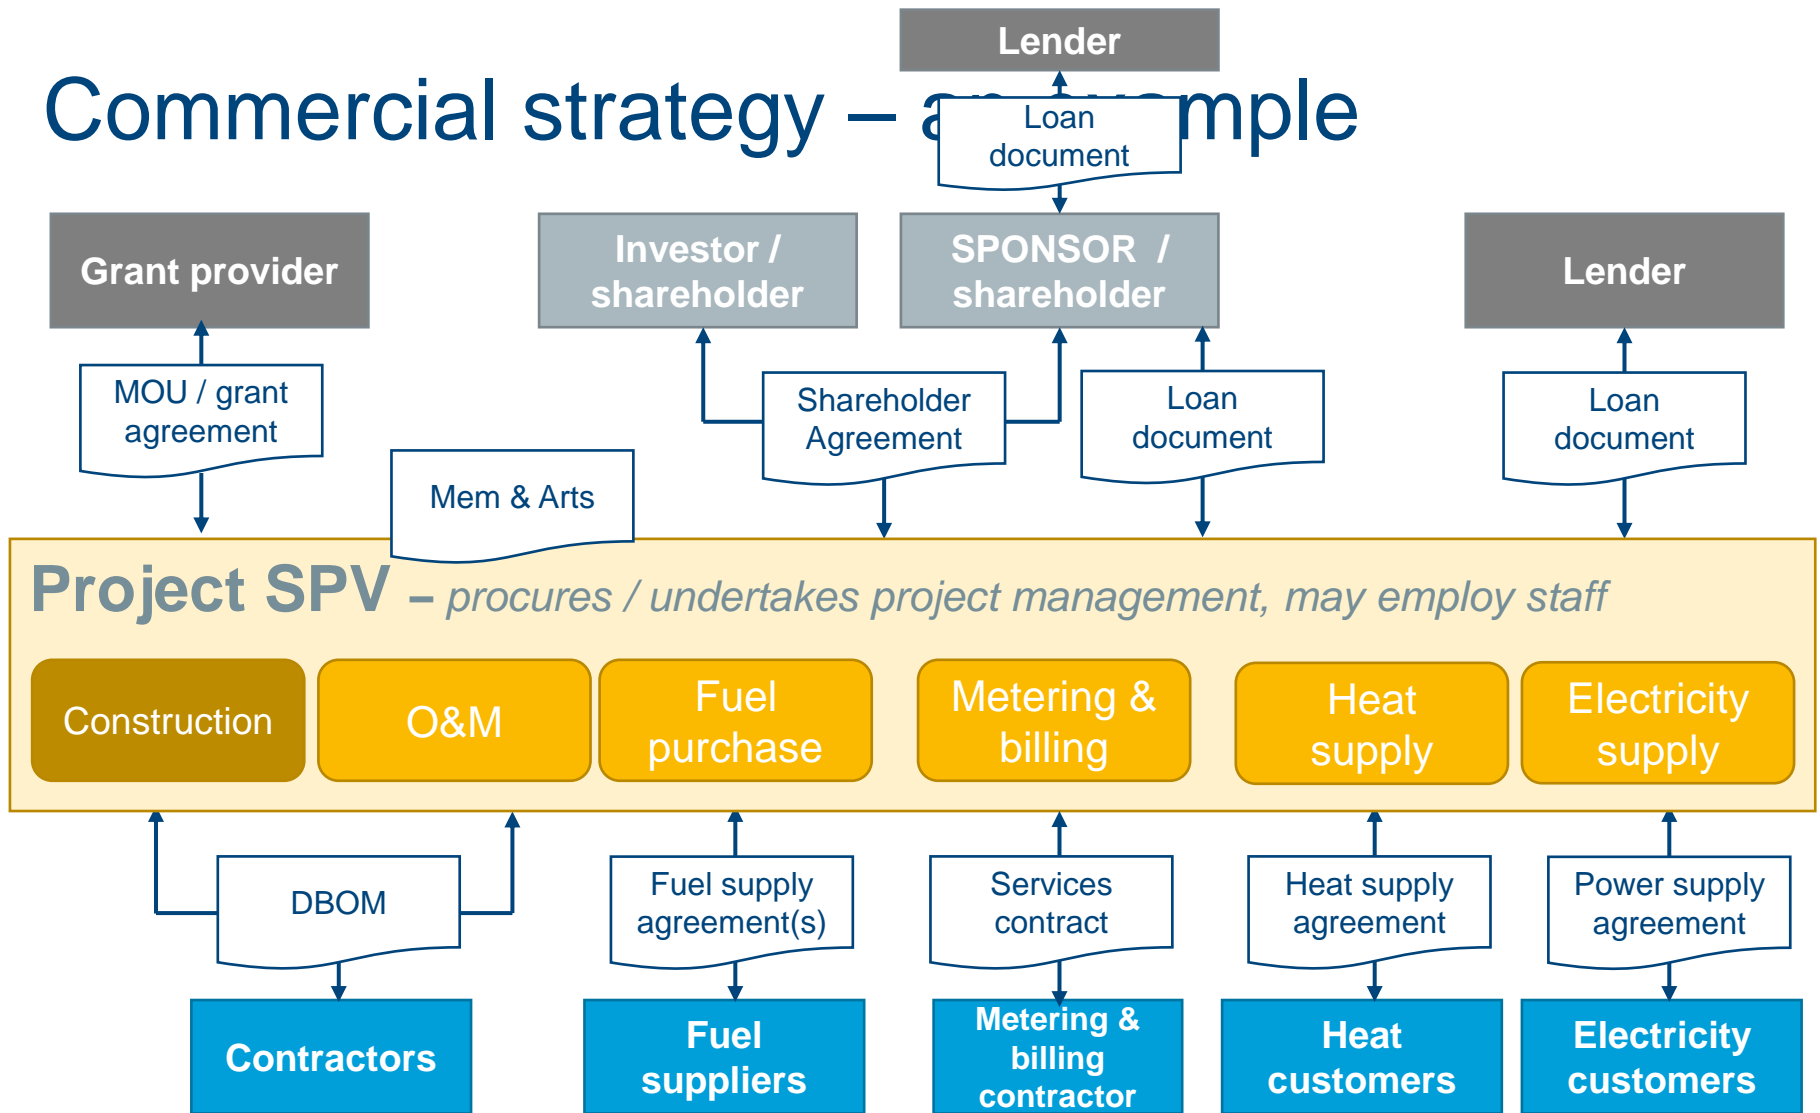 Lender
Commercial strategy – an example
Loan
document
Grant provider
Investor /
shareholder
SPONSOR /
shareholder
Lender
MOU / grant
agreement
Shareholder
Agreement
Loan
document
Loan
document
Mem & Arts
Project SPV – procures / undertakes project management, may employ staff
Construction
O&M
Fuel
purchase
Metering &
billing
Heat
supply
Electricity
supply
DBOM
Fuel supply
agreement(s)
Services
contract
Heat supply
agreement
Power supply
agreement
Contractors
Fuel
suppliers
Metering &
billing
contractor
Heat
customers
Electricity
customers